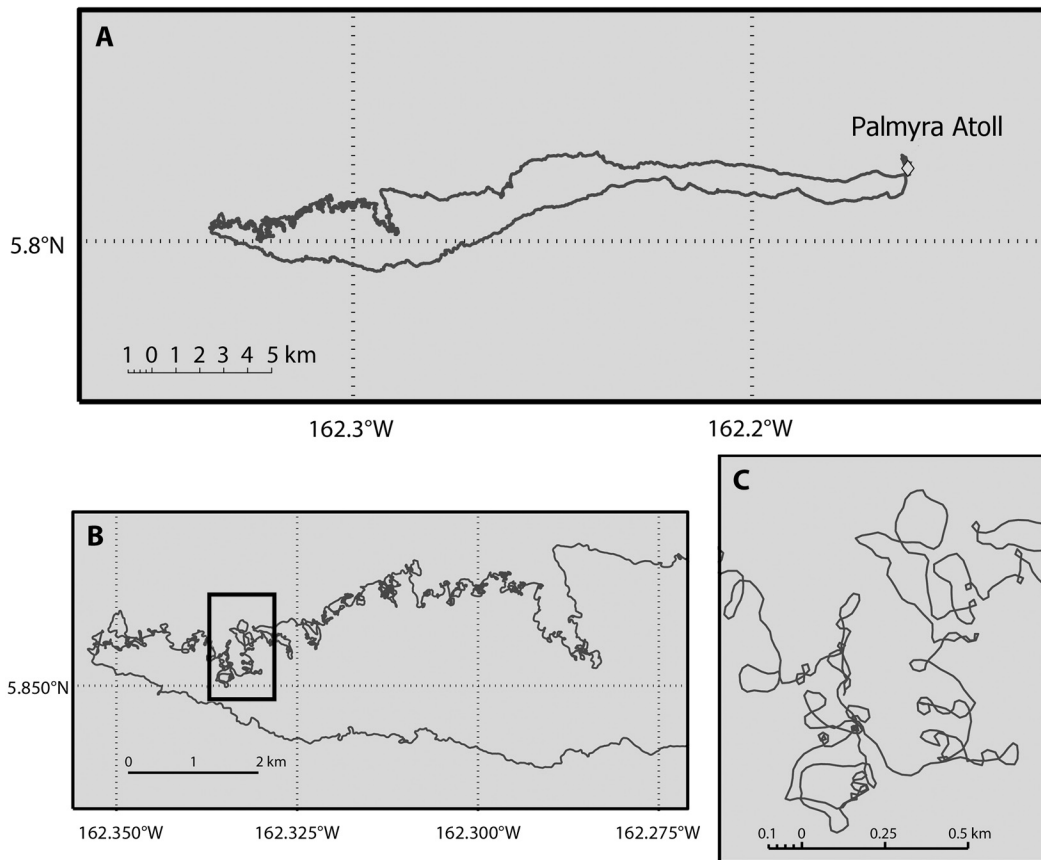 A
Palmyra Atoll
5.8°N
1 0 1 2 3 4 5 km
162.3°W 162.2°W
B
5.850°N
0 1 2 km
162.350°W 162.325°W 162.300°W 162.275°W
C
0.1 0 0.25 0.5 km